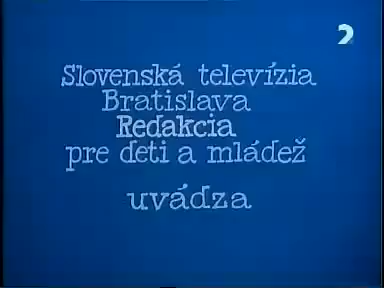 2
Slovenská televízia
Bratislava
Redakcia
pre deti a mládež
uvádza